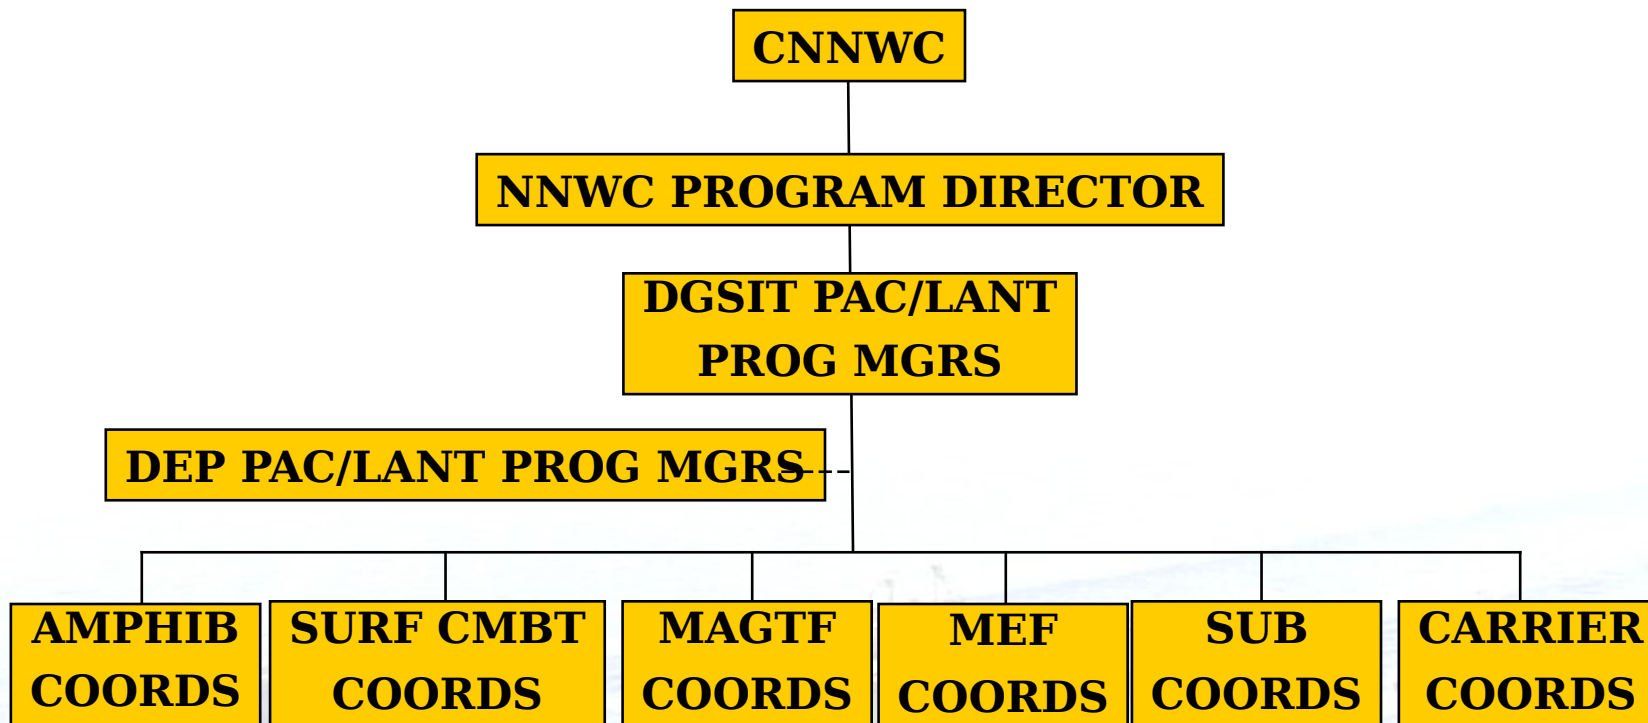 CNNWC
NNWC PROGRAM DIRECTOR
DGSIT PAC/LANT
PROG MGRS
DEP PAC/LANT PROG MGRS
AMPHIB
COORDS
SURF CMBT
COORDS
MAGTF
COORDS
MEF
COORDS
SUB
COORDS
CARRIER
COORDS